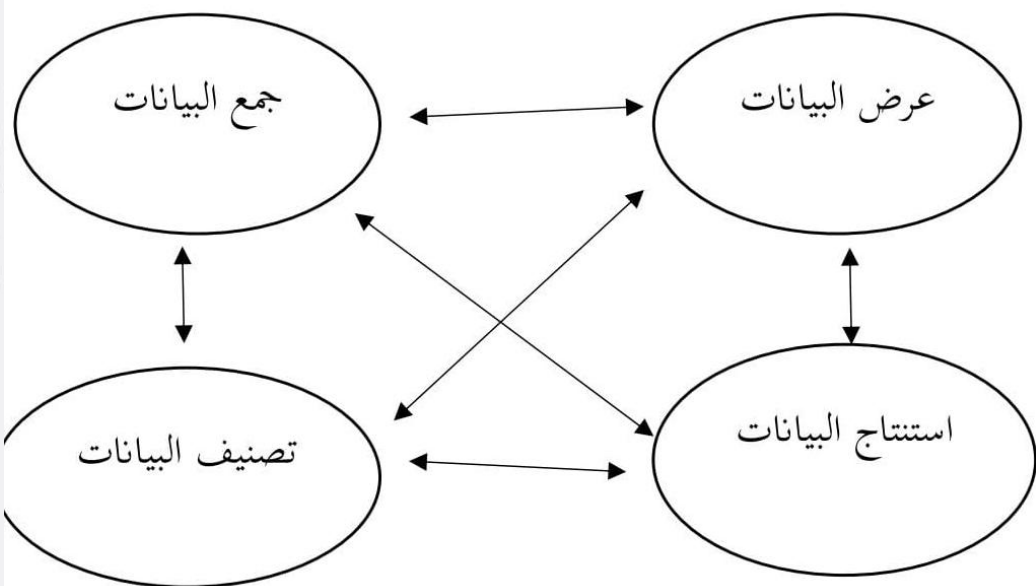 عرض البيانات
جمع البيانات
استنتاج البيانات
تصنيف البيانات